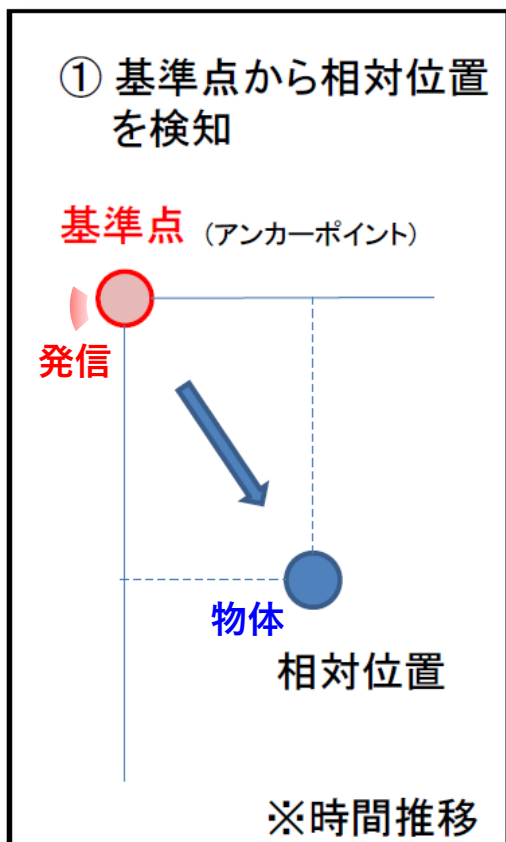 ① 基準点から相対位置
を検知
基準点 (アンカーポイント)
発信
物体
相対位置
※時間推移